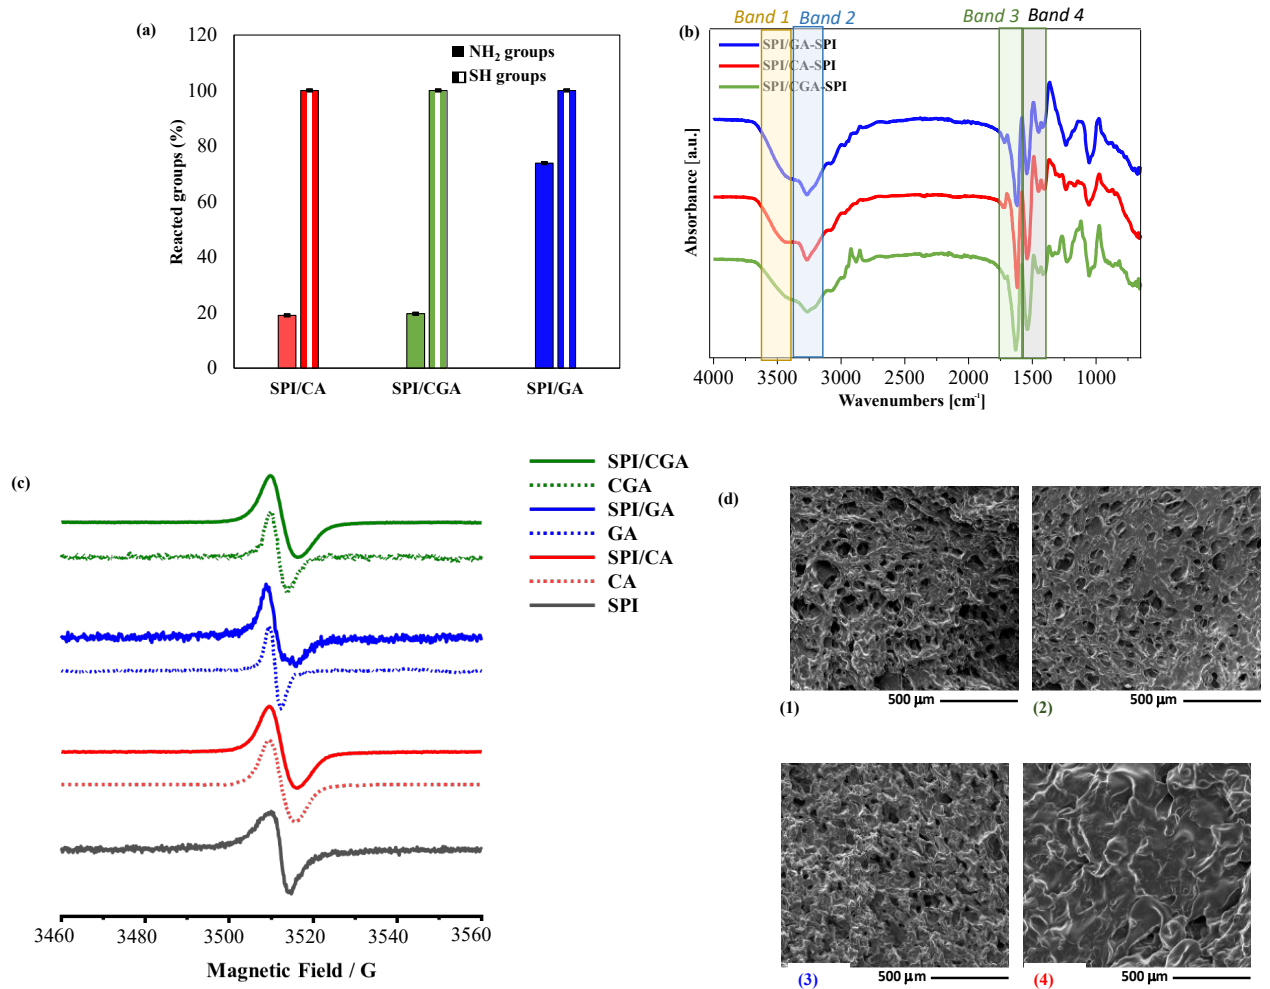 (a)
120
100
80
60
40
20
0
Reacted groups (%)
NH2 groups
SH groups
SPI/CA
SPI/CGA
SPI/GA
(b)
Band 1
Band 2
Band 3
Band 4
SPI/GA-SPI
SPI/CA-SPI
SPI/CGA-SPI
Absorbance [a.u.]
4000 3500 3000 2500 2000 1500 1000
Wavenumbers [cm-1]
(c)
SPI/CGA
CGA
SPI/GA
GA
SPI/CA
CA
SPI
3460 3480 3500 3520 3540 3560
Magnetic Field / G
(d)
500 µm
(1)
500 µm
(2)
500 µm
(3)
500 µm
(4)